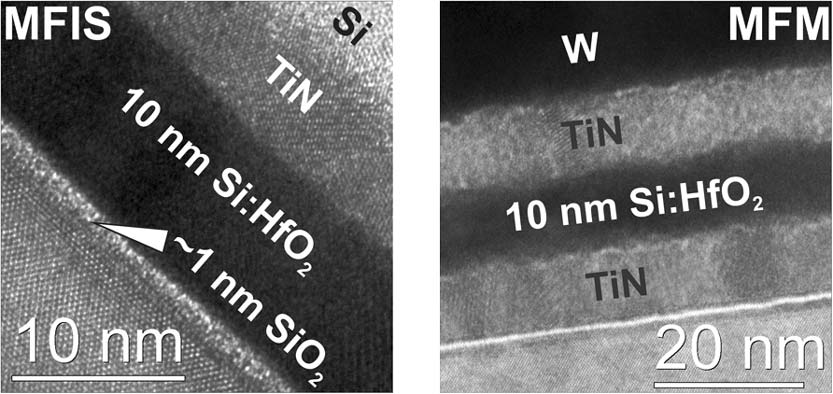 MFIS
Si
TiN
10 nm Si:HfO₂
~1 nm SiO₂
10 nm
MFM
W
TiN
10 nm Si:HfO₂
TiN
20 nm